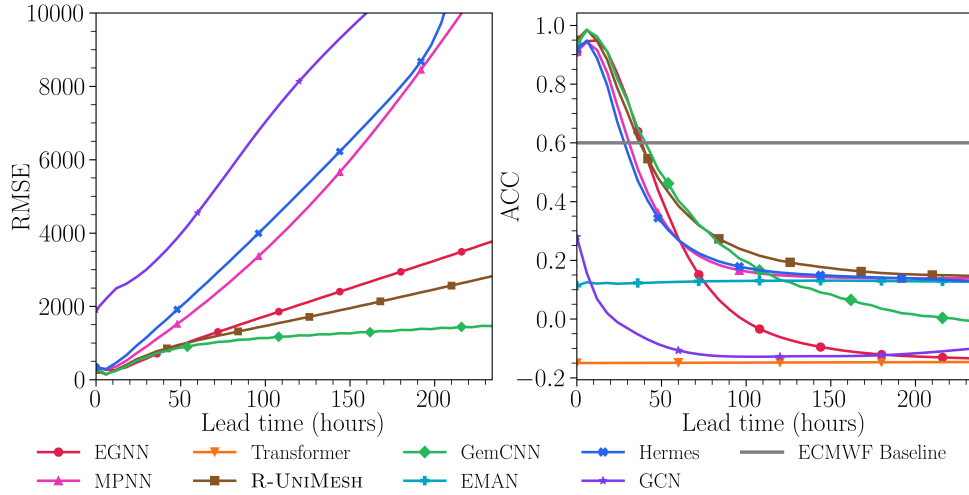 10000
8000
6000
4000
2000
0
RMSE
0
50
100
150
200
Lead time (hours)
1.0
0.8
0.6
0.4
0.2
0.0
−0.2
ACC
0
50
100
150
200
Lead time (hours)
EGNN
Transformer
GemCNN
Hermes
ECMWF Baseline
MPNN
R-UniMesh
EMAN
GCN